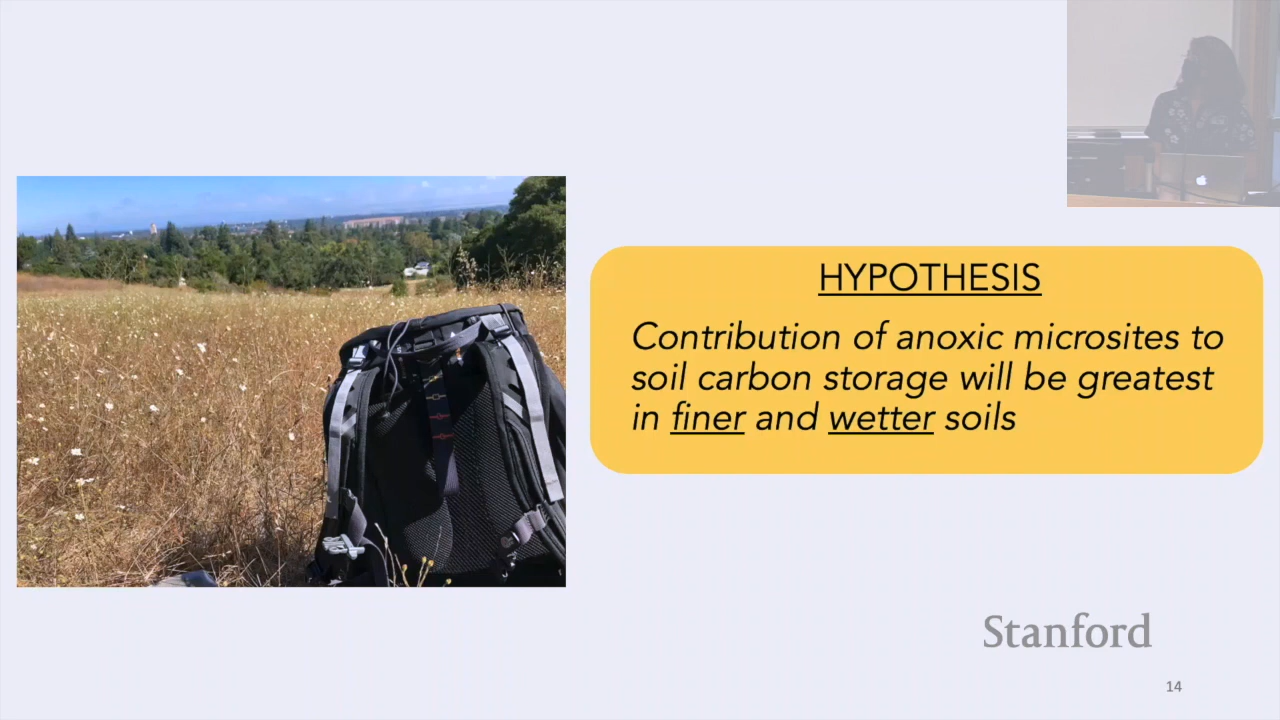 HYPOTHESIS
Contribution of anoxic microsites to
soil carbon storage will be greatest
in finer and wetter soils
Stanford
14